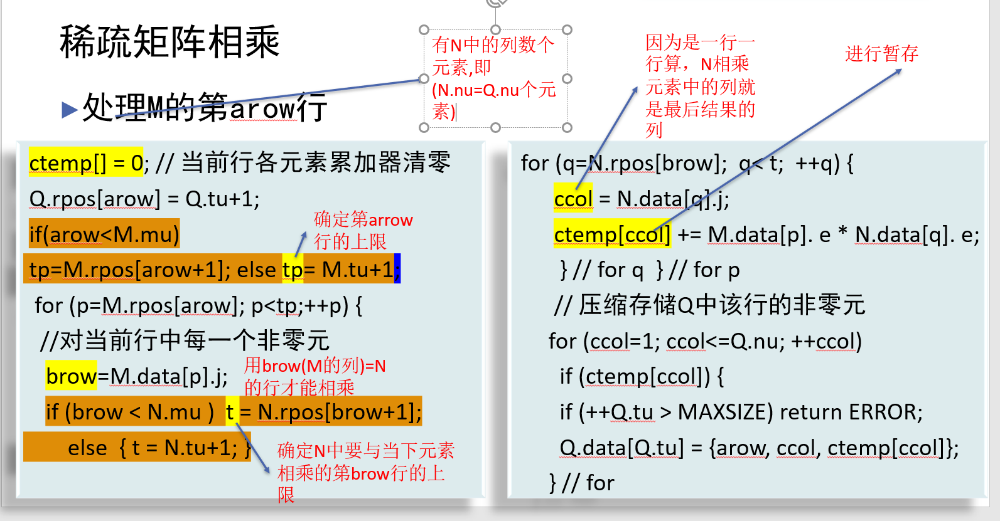 稀疏矩阵相乘
有N中的列数个
元素,即
(N.nu=Q.nu个元
素)
因为是一行一
行算，N相乘
元素中的列就
是最后结果的
列
进行暂存
处理M的第arow行
ctemp[] = 0; // 当前行各元素累加器清零
Q.rpos[arow] = Q.tu+1;
确定第arrow
行的上限
if(arow<M.mu)
tp=M.rpos[arow+1]; else tp= M.tu+1;
for (p=M.rpos[arow]; p<tp;++p) {
//对当前行中每一个非零元
brow=M.data[p].j;
用brow(M的列)=N
的行才能相乘
if (brow < N.mu ) t = N.rpos[brow+1];
else { t = N.tu+1; }
确定N中要与当下元素
相乘的第brow行的上
限
for (q=N.rpos[brow]; q< t; ++q) {
ccol = N.data[q].j;
ctemp[ccol] += M.data[p]. e * N.data[q]. e;
} // for q } // for p
// 压缩存储Q中该行的非零元
for (ccol=1; ccol<=Q.nu; ++ccol)
if (ctemp[ccol]) {
if (++Q.tu > MAXSIZE) return ERROR;
Q.data[Q.tu] = {arow, ccol, ctemp[ccol]};
} // for